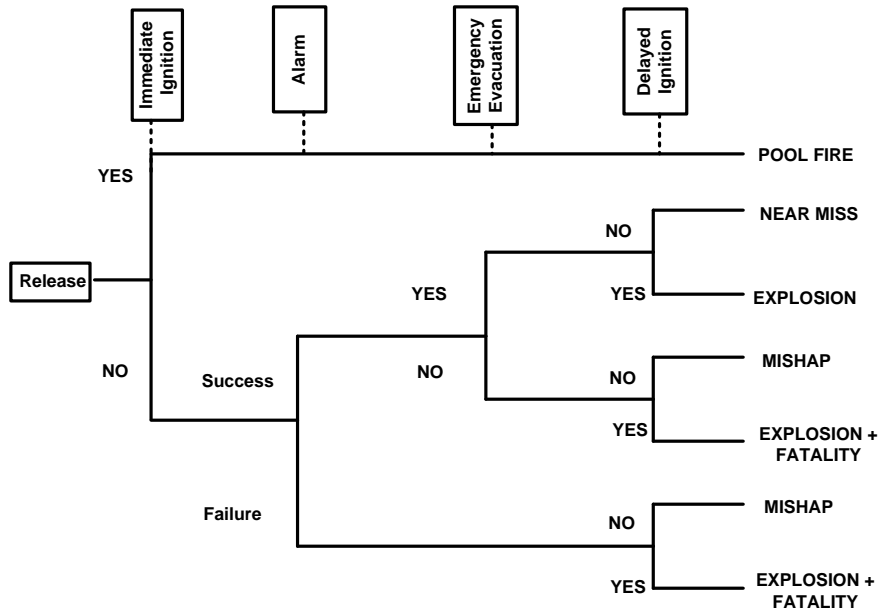 Immediate
Ignition
Alarm
Emergency
Evacuation
Delayed
Ignition
POOL FIRE
YES
NEAR MISS
NO
Release
YES
YES
EXPLOSION
NO
Success
NO
NO
MISHAP
YES
EXPLOSION +
FATALITY
Failure
NO
MISHAP
YES
EXPLOSION +
FATALITY